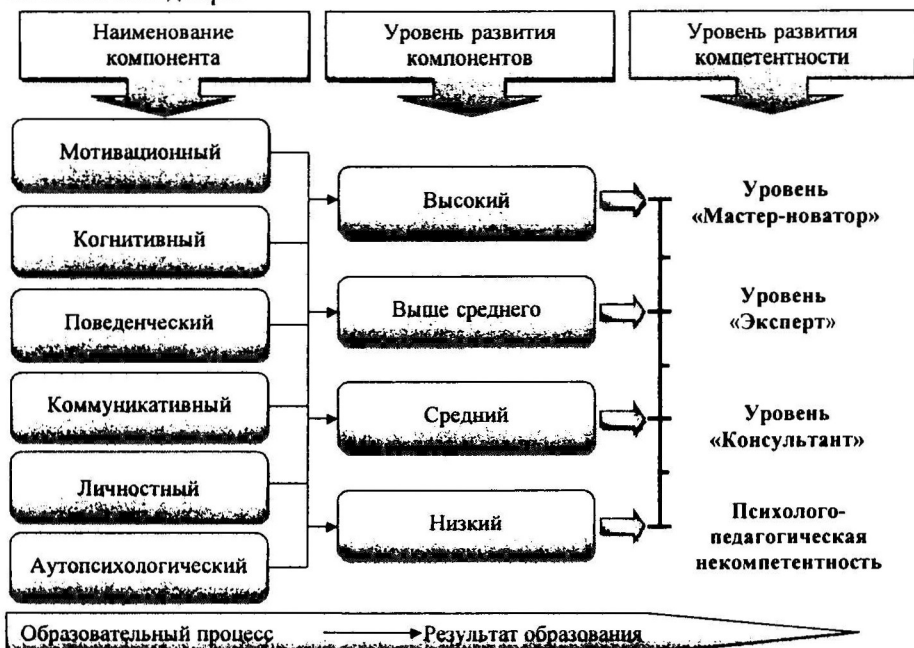 Наименование
компонента
Уровень развития
компонентов
Уровень развития
компетентности
Мотивационный
Когнитивный
Поведенческий
Коммуникативный
Личностный
Аутопсихологический
Высокий
Выше среднего
Средний
Низкий
Уровень
«Мастер-новатор»
Уровень
«Эксперт»
Уровень
«Консультант»
Психолого-
педагогическая
некомпетентность
Образовательный процесс
Результат образования